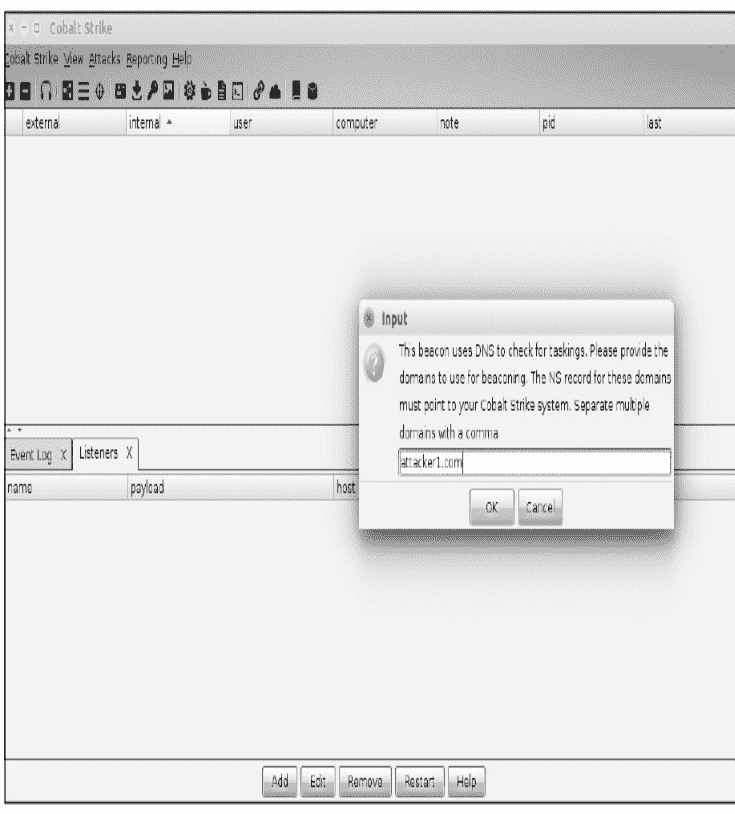 Cobalt Strike
Cobalt Strike View Attacks Reporting Help
external internal user computer note pid last
Input
This beacon uses DNS to check for taskings. Please provide the
domains to use for beaconing. The NS record for these domains
must point to your Cobalt Strike system. Separate multiple
domains with a comma
attacker1.com
OK Cancel
Event Log X Listeners X
name payload host
Add Edit Remove Restart Help